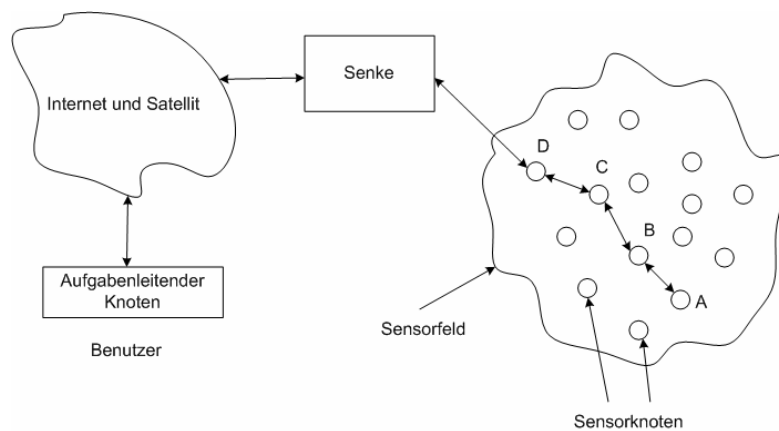 Internet und Satellit
Senke
D
C
B
A
Aufgabenleitender
Knoten
Benutzer
Sensorfeld
Sensorknoten